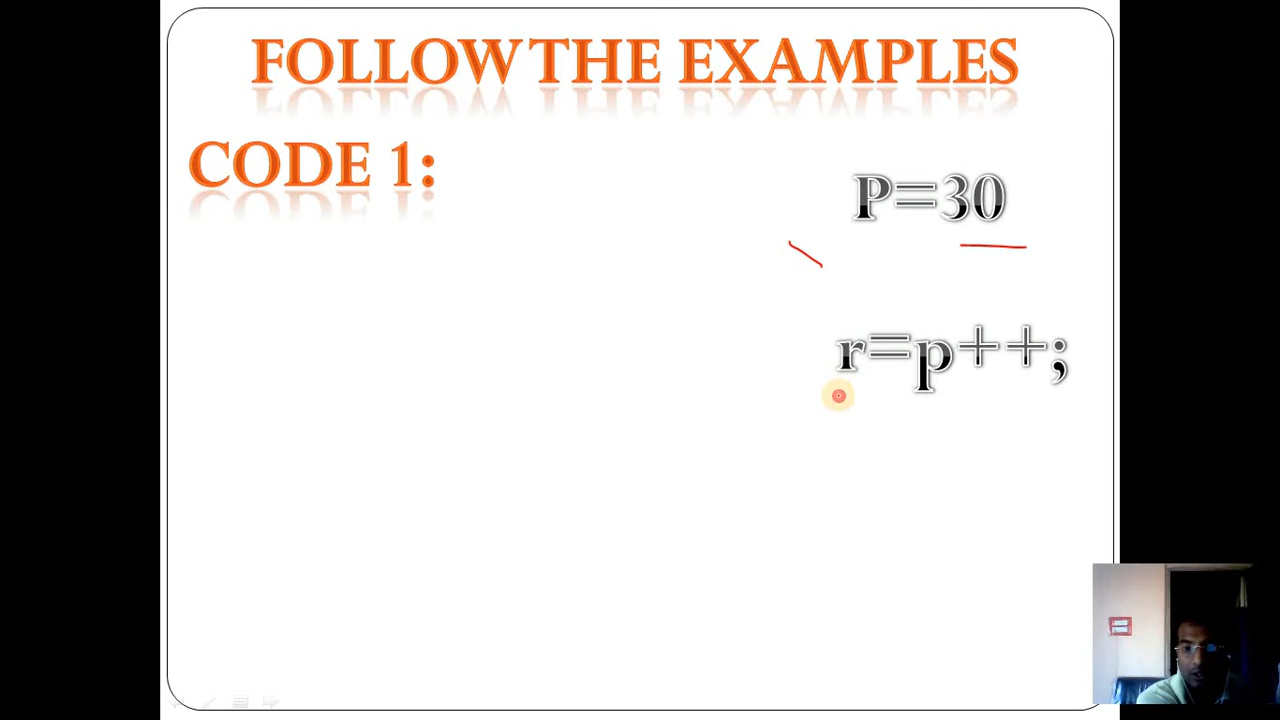 FOLLOW THE EXAMPLES
CODE 1:
P=30
r=p++;